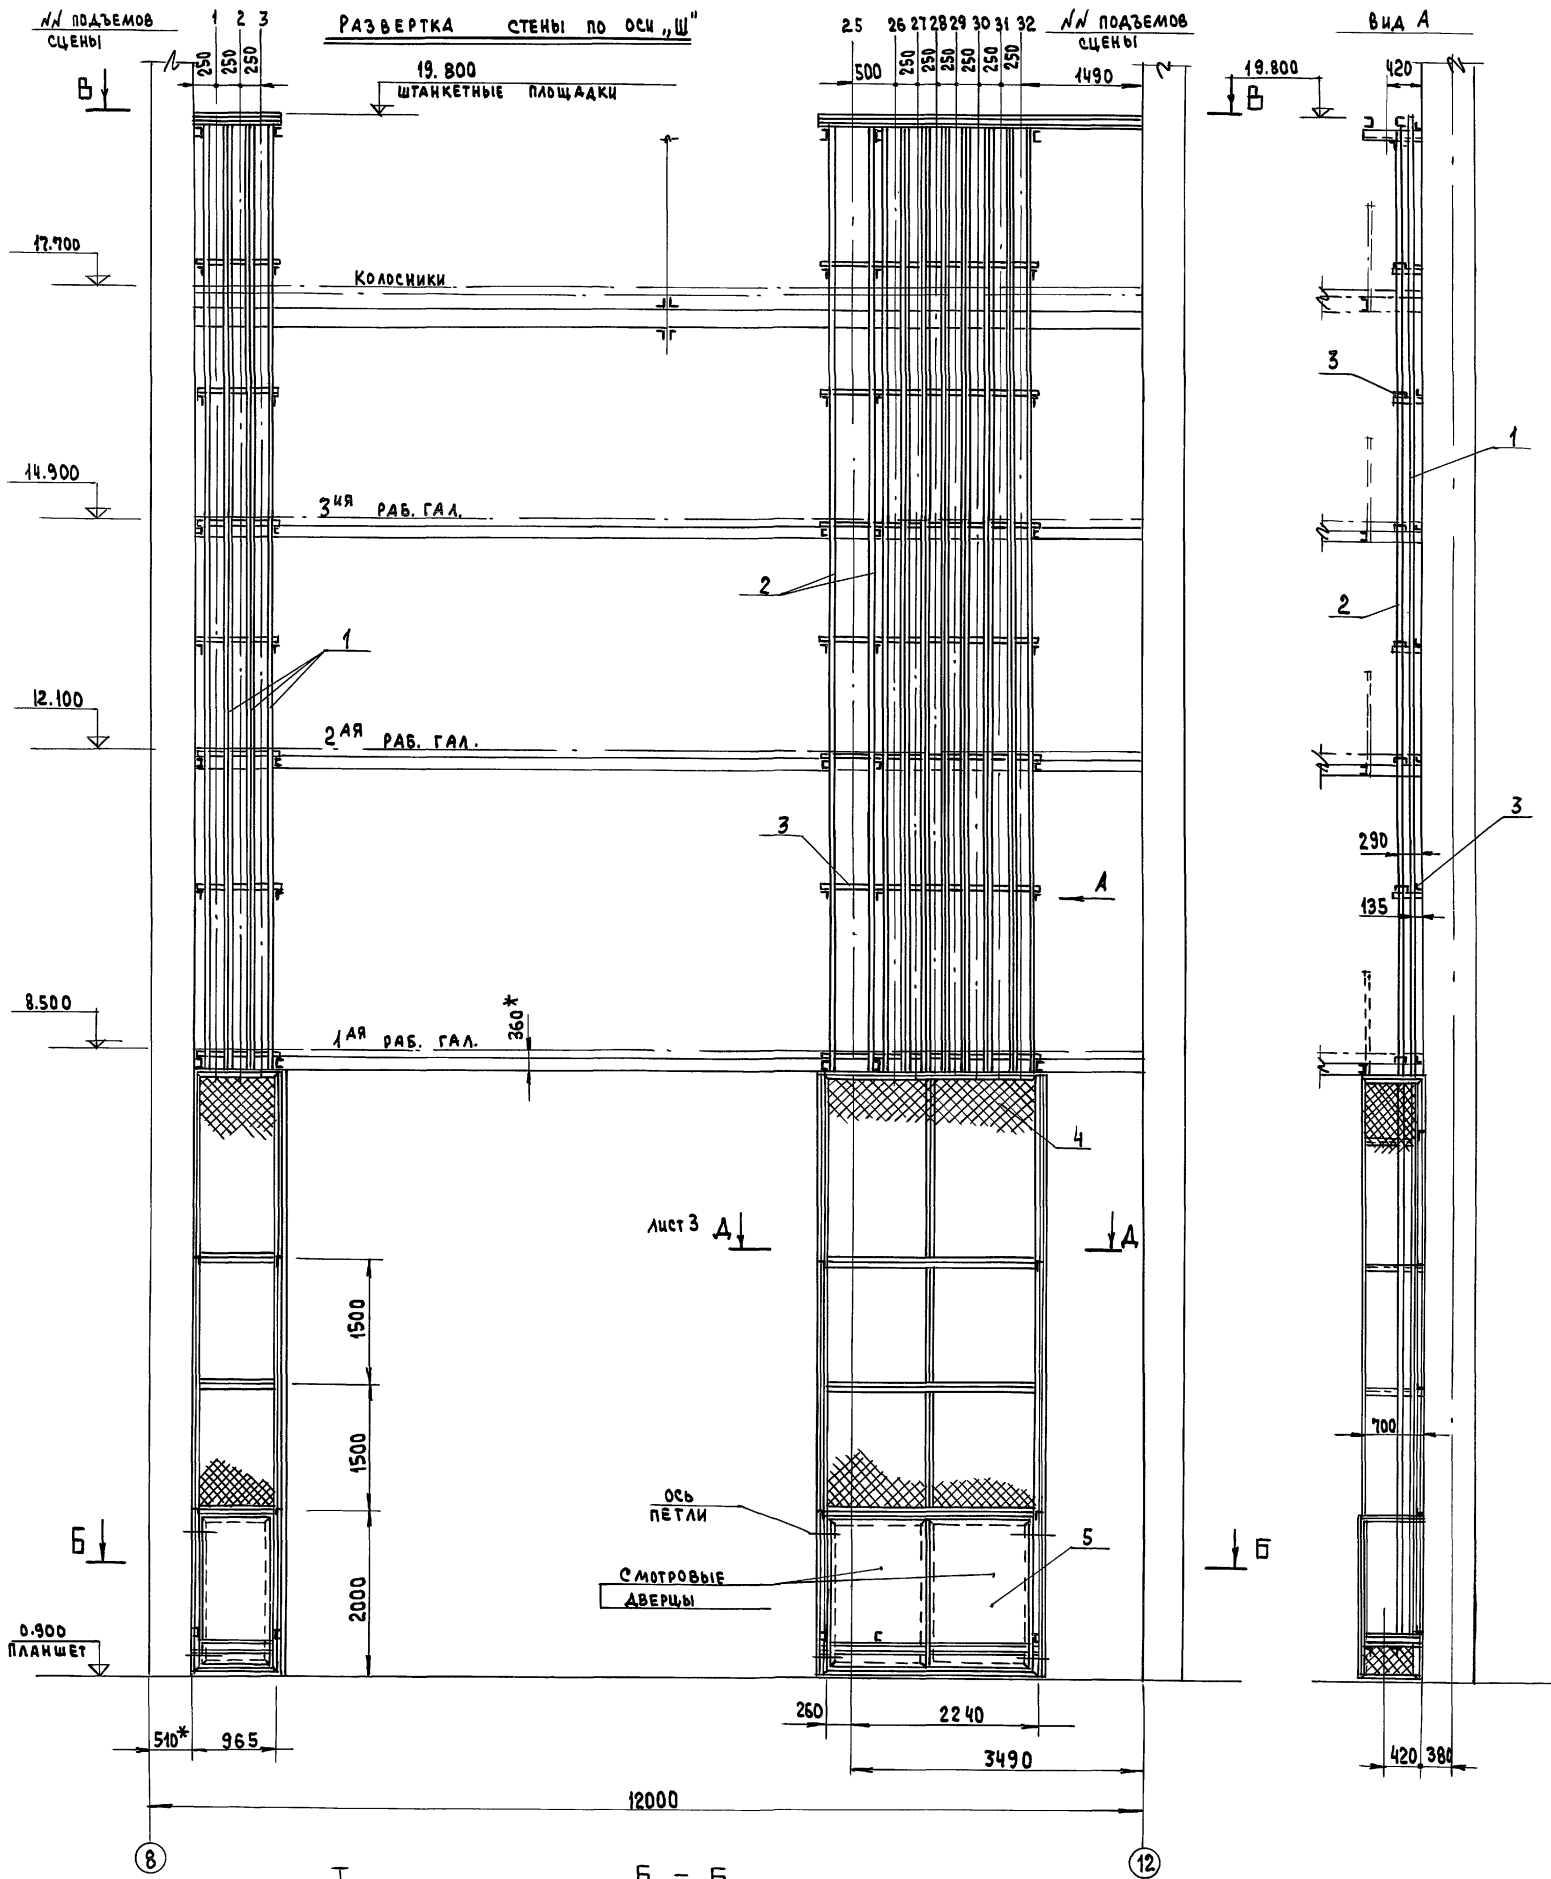 NN ПОДЪЕМОВ
СЦЕНЫ
1 2 3
РАЗВЕРТКА СТЕНЫ ПО ОСИ „Ш"
25 26 27 28 29 30 31 32
NN ПОДЪЕМОВ
СЦЕНЫ
ВИД А
250 250 250
500 250 250 250 250 250 250
1490
420
В
19.800
ШТАНКЕТНЫЕ ПЛОЩАДКИ
В
19.800
17.700
КОЛОСНИКИ
3
1
14.900
3ИЯ РАБ. ГАЛ.
2
2
1
12.100
2АЯ РАБ. ГАЛ.
3
3
290
А
135
8.500
1АЯ РАБ. ГАЛ.
360*
4
ЛИСТ 3 Д
Д
1500
1500
700
ОСЬ
ПЕТЛИ
Б
5
Б
СМОТРОВЫЕ
ДВЕРЦЫ
2000
0.900
ПЛАНШЕТ
510* 965
260 2240
3490
420 380
12000
8
12
I
Б – Б